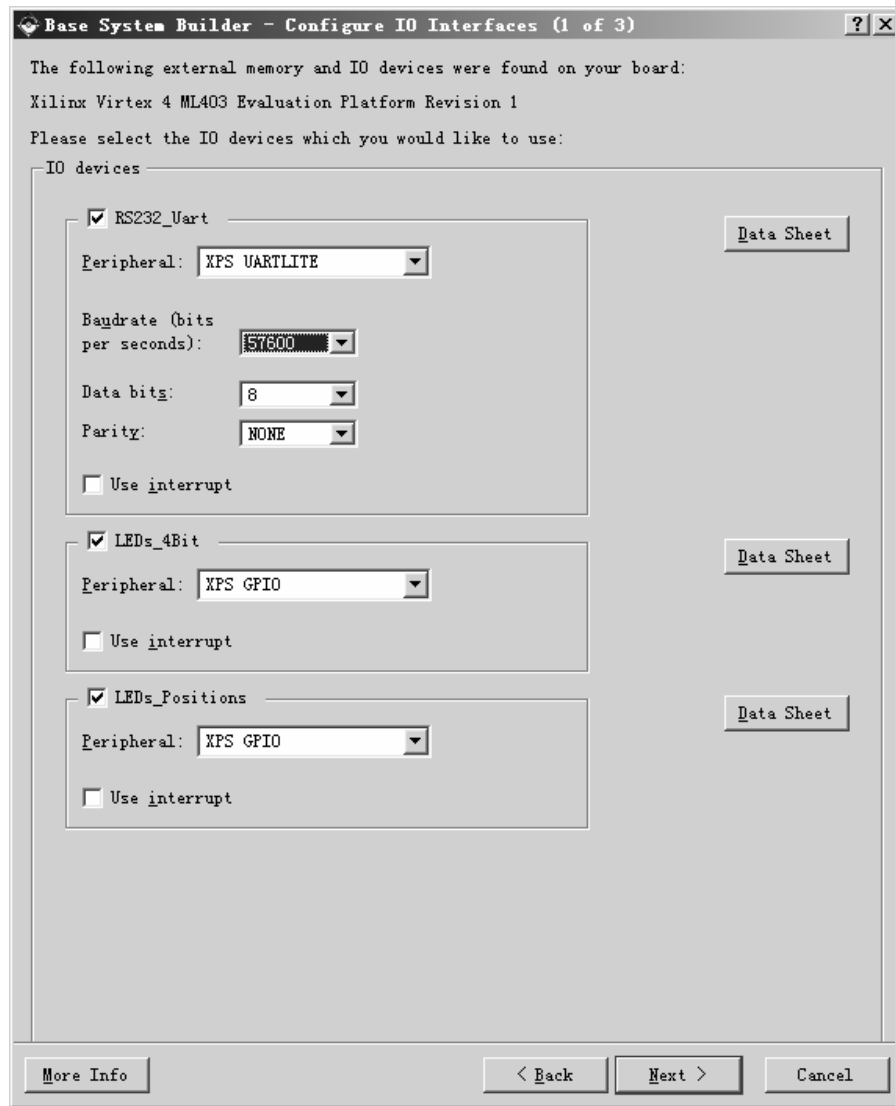 Base System Builder - Configure IO Interfaces (1 of 3)
The following external memory and IO devices were found on your board:
Xilinx Virtex 4 ML403 Evaluation Platform Revision 1
Please select the IO devices which you would like to use:
IO devices
RS232_Uart
Data Sheet
Peripheral: XPS UARTLITE
Baudrate (bits
per seconds): 57600
Data bits: 8
Parity: NONE
Use interrupt
LEDs_4Bit
Data Sheet
Peripheral: XPS GPIO
Use interrupt
LEDs_Positions
Data Sheet
Peripheral: XPS GPIO
Use interrupt
More Info < Back Next > Cancel